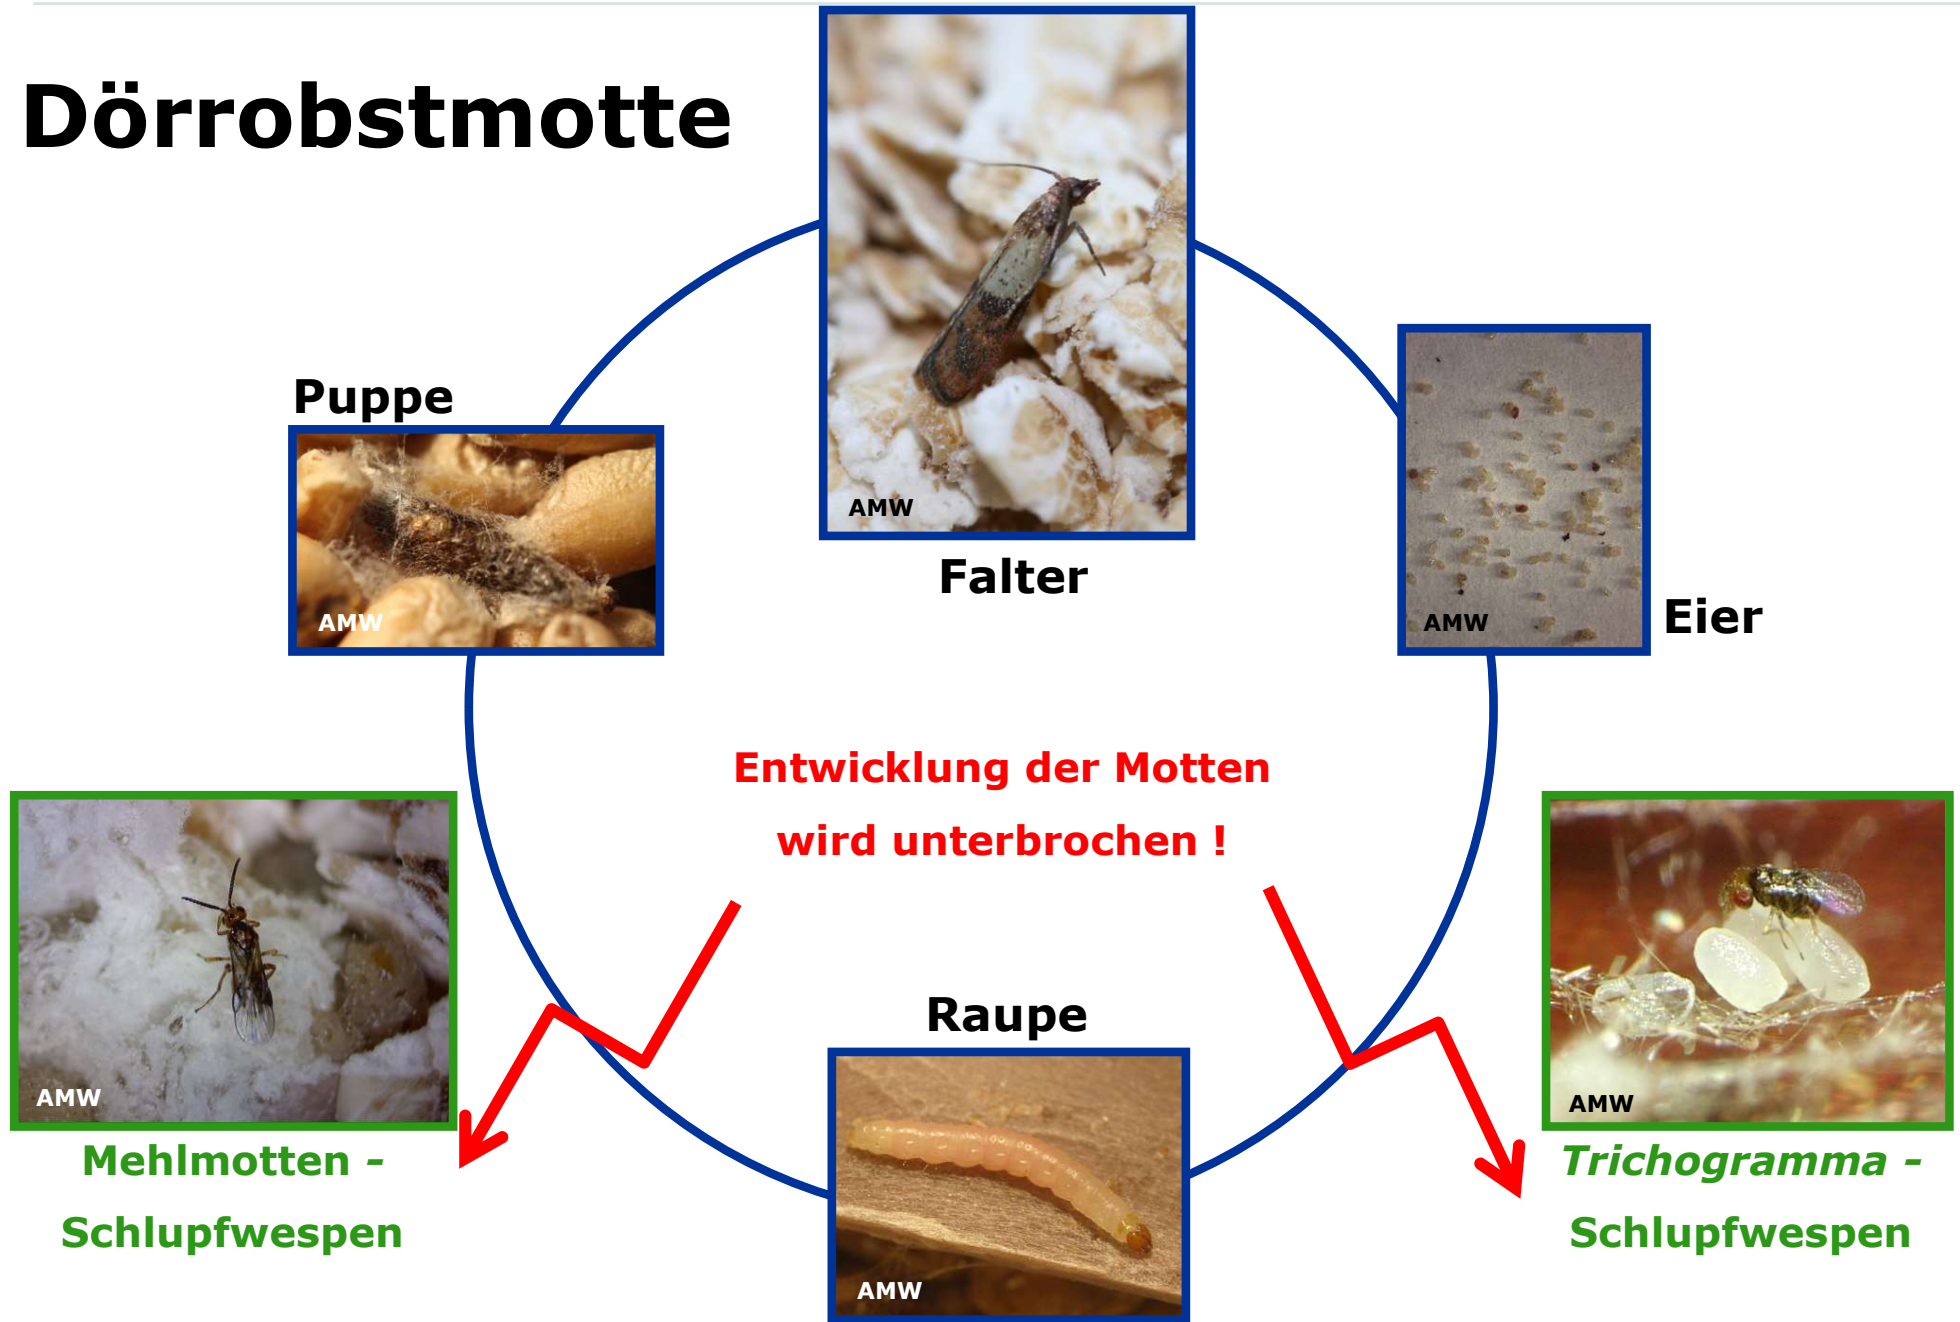 Dörrobstmotte
AMW
Falter
Puppe
AMW
AMW
Eier
Entwicklung der Motten
wird unterbrochen !
AMW
Mehlmotten –
Schlupfwespen
Raupe
AMW
AMW
Trichogramma –
Schlupfwespen